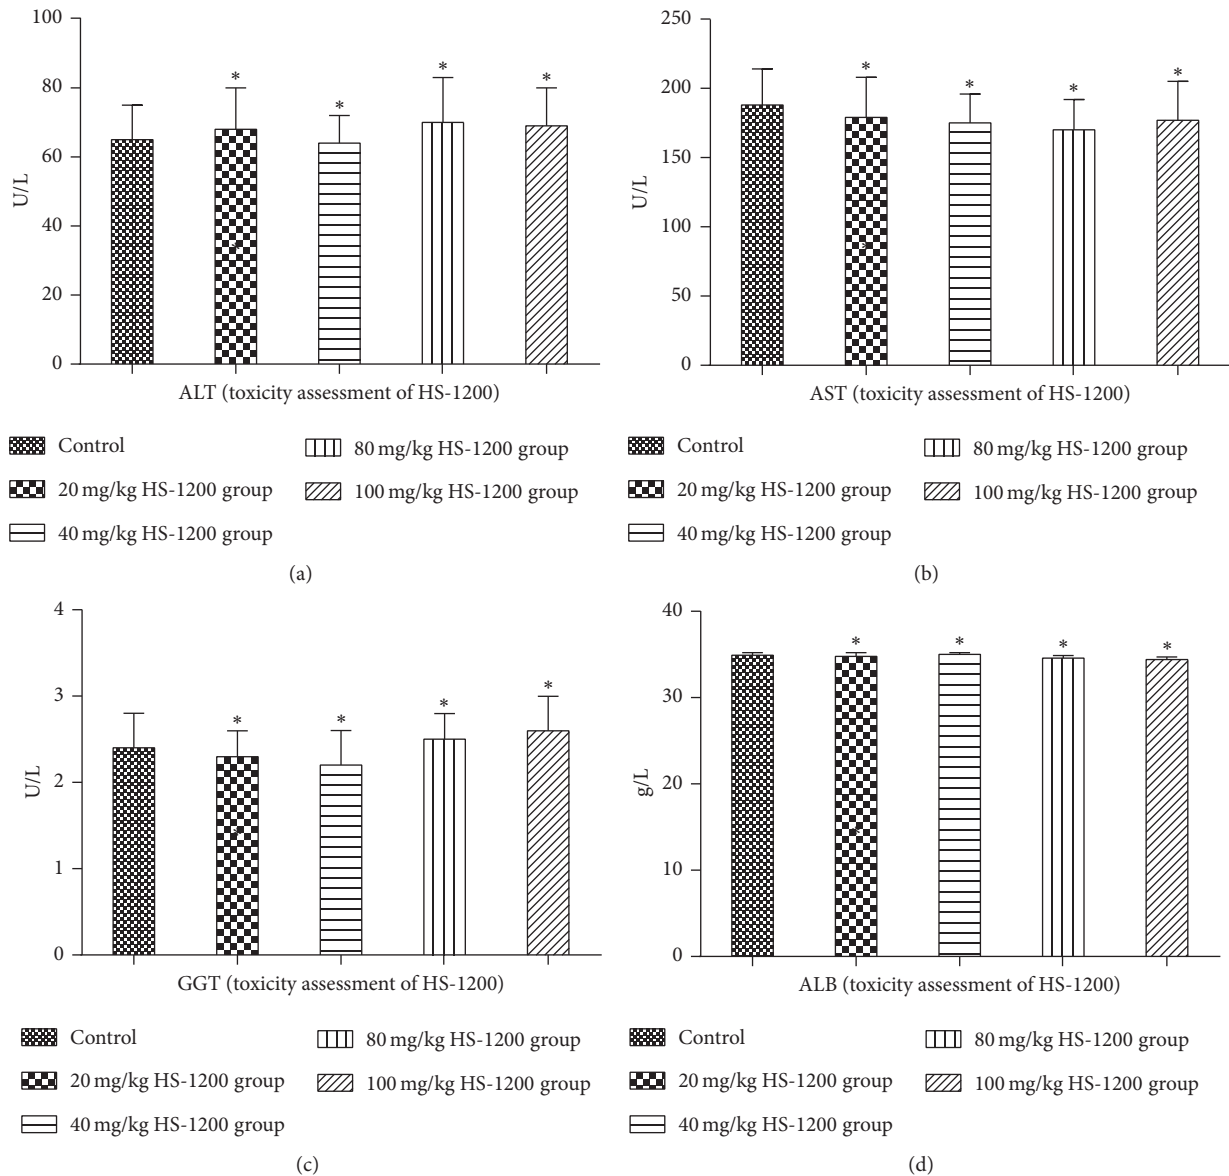 100
80
60
40
20
0
U/L
*
*
*
*
ALT (toxicity assessment of HS-1200)
Control
20 mg/kg HS-1200 group
40 mg/kg HS-1200 group
80 mg/kg HS-1200 group
100 mg/kg HS-1200 group
(a)
250
200
150
100
50
0
U/L
*
*
*
*
AST (toxicity assessment of HS-1200)
Control
20 mg/kg HS-1200 group
40 mg/kg HS-1200 group
80 mg/kg HS-1200 group
100 mg/kg HS-1200 group
(b)
4
3
2
1
0
U/L
*
*
*
*
GGT (toxicity assessment of HS-1200)
Control
20 mg/kg HS-1200 group
40 mg/kg HS-1200 group
80 mg/kg HS-1200 group
100 mg/kg HS-1200 group
(c)
40
30
20
10
0
g/L
*
*
*
*
ALB (toxicity assessment of HS-1200)
Control
20 mg/kg HS-1200 group
40 mg/kg HS-1200 group
80 mg/kg HS-1200 group
100 mg/kg HS-1200 group
(d)